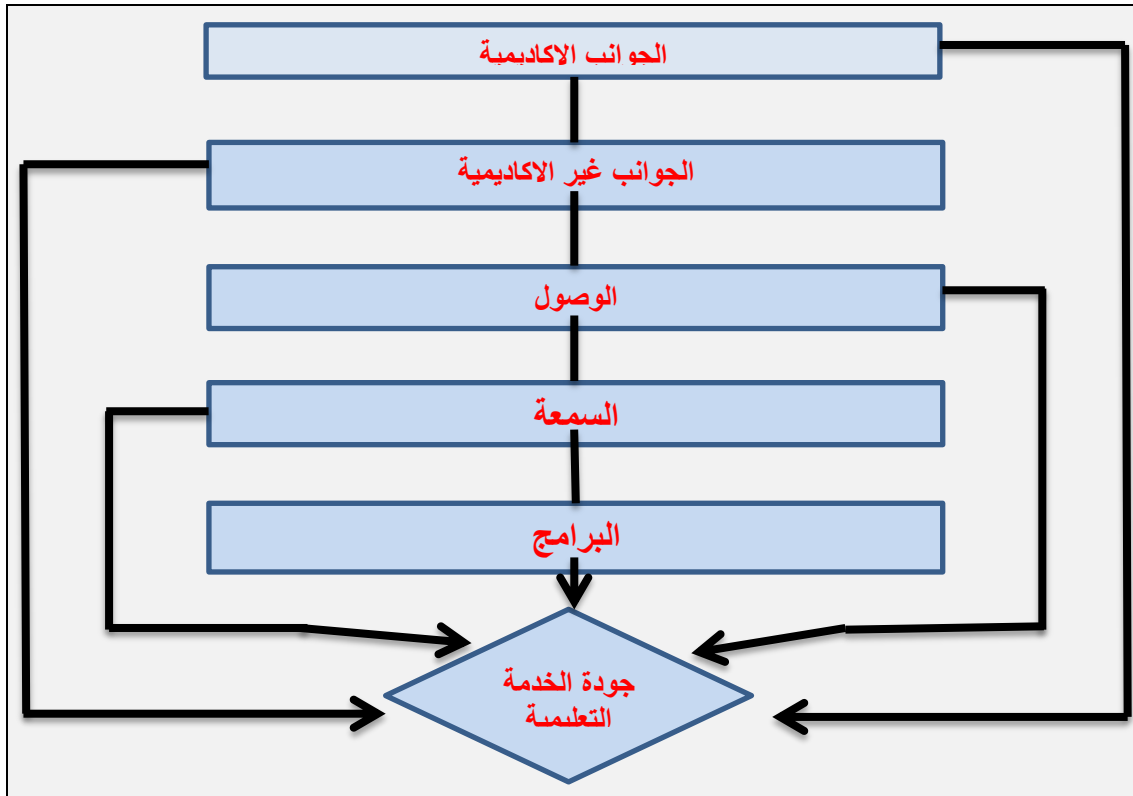 الجوانب الاكاديمية
الجوانب غير الاكاديمية
الوصول
السمعة
البرامج
جودة الخدمة
التعليمية